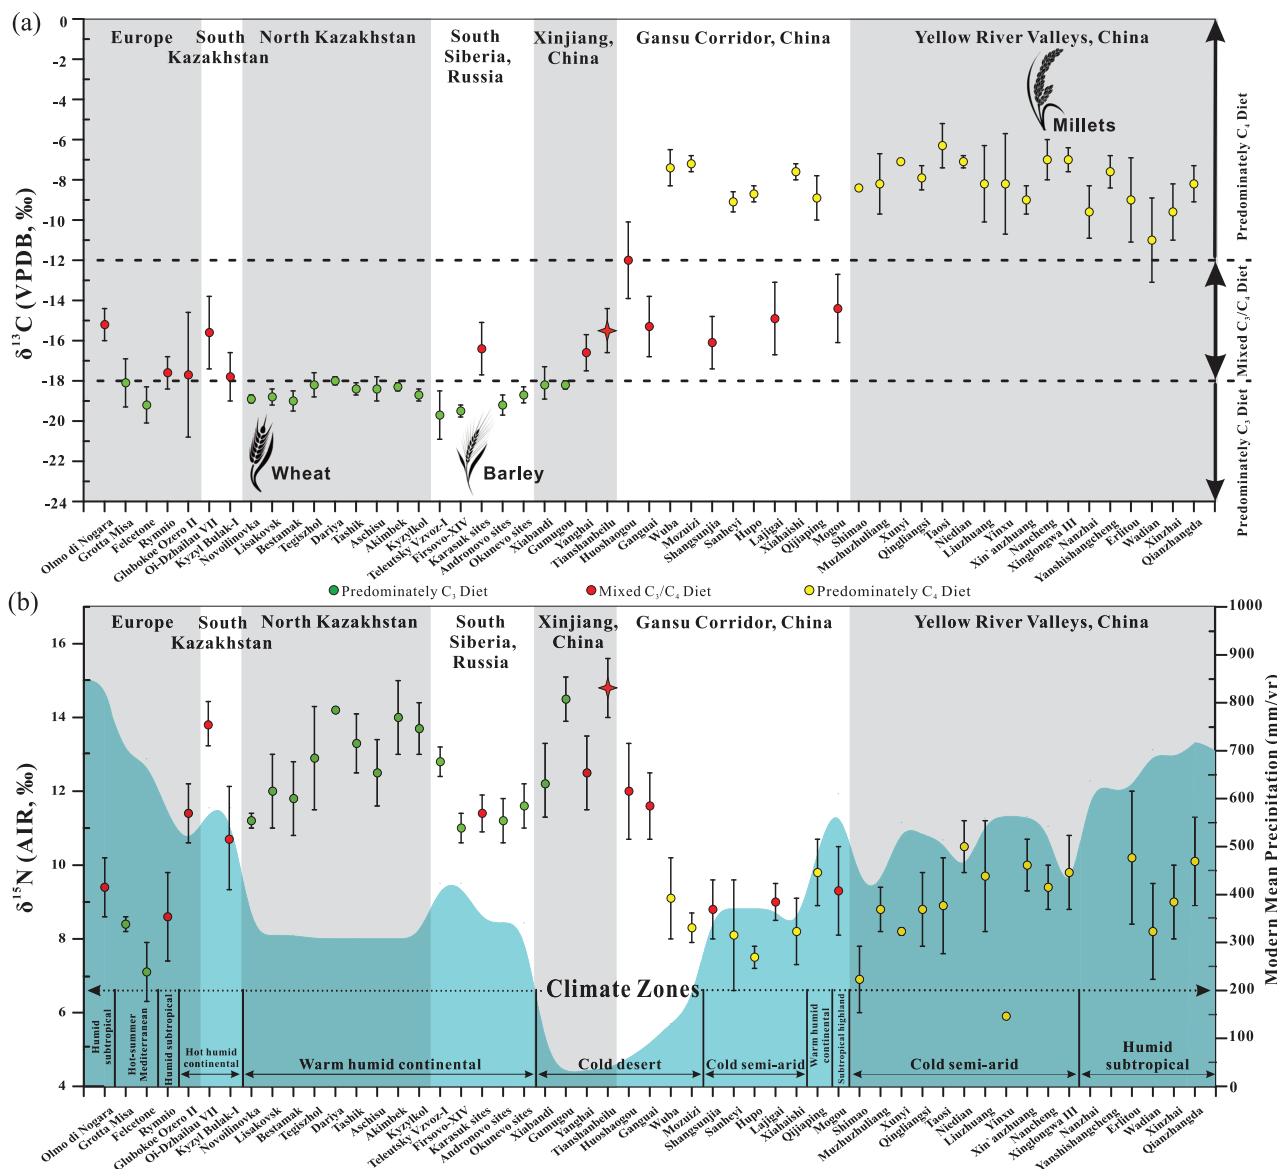 (a)
0
-2
-4
-6
-8
-10
-12
-14
-16
-18
-20
-22
-24
δ¹³C (VPDB, ‰)
Europe
South
Kazakhstan
North Kazakhstan
South
Siberia,
Russia
Xinjiang,
China
Gansu Corridor, China
Yellow River Valleys, China
Millets
Wheat
Barley
Predominately C₄ Diet
Mixed C₃/C₄ Diet
Predominately C₃ Diet
Olmo di Nogara
Grotta Misa
Felcetone
Rymnio
Glubokoe Ozero II
Oi-Dzhailau VII
Kyzyl Bulak-I
Novoilinovka
Lisakovsk
Bestamak
Tegiszhol
Dariya
Tashik
Aschisu
Akimbek
Kyzylkol
Teleutsky Vzvoz-I
Firsovo-XIV
Karasuk sites
Andronovo sites
Okunevo sites
Xiabandi
Gumugou
Yanghai
Tianshanbeilu
Huoshaogou
Ganguai
Wuba
Mozuizi
Shangsunjia
Sanheyi
Hupo
Lajigai
Xiahaishi
Qijiaping
Mogou
Shimao
Muzhuzhuliang
Xunyi
Qingliangsi
Taosi
Niedian
Liuzhuang
Yinxu
Xin'anzhuang
Nancheng
Xinglongwa III
Nanzhai
Yanshishangcheng
Erlitou
Wadian
Xinzhai
Qianzhangda
Predominately C₃ Diet
Mixed C₃/C₄ Diet
Predominately C₄ Diet
(b)
16
14
12
10
8
6
4
δ¹⁵N (AIR, ‰)
Europe
South
Kazakhstan
North Kazakhstan
South
Siberia,
Russia
Xinjiang,
China
Gansu Corridor, China
Yellow River Valleys, China
1000
900
800
700
600
500
400
300
200
100
0
Modern Mean Precipitation (mm/yr)
Climate Zones
Humid
subtropical
Hot-summer
Mediterranean
Humid subtropical
Hot humid
continental
Warm humid continental
Cold desert
Cold semi-arid
Warm humid
continental
Subtropical highland
Cold semi-arid
Humid
subtropical
Olmo di Nogara
Grotta Misa
Felcetone
Rymnio
Glubokoe Ozero II
Oi-Dzhailau VII
Kyzyl Bulak-I
Novoilinovka
Lisakovsk
Bestamak
Tegiszhol
Dariya
Tashik
Aschisu
Akimbek
Kyzylkol
Teleutsky Vzvoz-I
Firsovo-XIV
Karasuk sites
Andronovo sites
Okunevo sites
Xiabandi
Gumugou
Yanghai
Tianshanbeilu
Huoshaogou
Ganguai
Wuba
Mozuizi
Shangsunjia
Sanheyi
Hupo
Lajigai
Xiahaishi
Qijiaping
Mogou
Shimao
Muzhuzhuliang
Xunyi
Qingliangsi
Taosi
Niedian
Liuzhuang
Yinxu
Xin'anzhuang
Nancheng
Xinglongwa III
Nanzhai
Yanshishangcheng
Erlitou
Wadian
Xinzhai
Qianzhangda